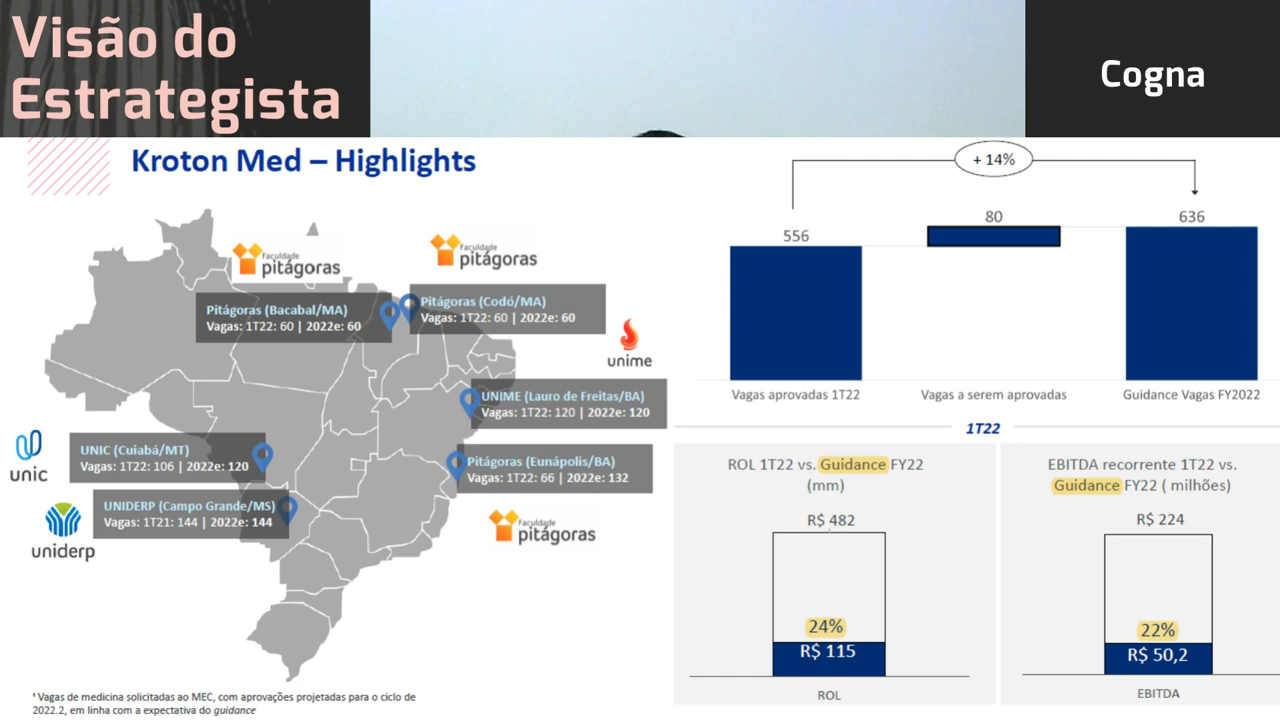 Visão do
Estrategista
Cogna
Kroton Med – Highlights
Faculdade
pitágoras
Faculdade
pitágoras
Pitágoras (Bacabal/MA)
Vagas: 1T22: 60 | 2022e: 60
Pitágoras (Codó/MA)
Vagas: 1T22: 60 | 2022e: 60
unime
UNIME (Lauro de Freitas/BA)
Vagas: 1T22: 120 | 2022e: 120
unic
UNIC (Cuiabá/MT)
Vagas: 1T22: 106 | 2022e: 120
Pitágoras (Eunápolis/BA)
Vagas: 1T22: 66 | 2022e: 132
uniderp
UNIDERP (Campo Grande/MS)
Vagas: 1T21: 144 | 2022e: 144
Faculdade
pitágoras
¹ Vagas de medicina solicitadas ao MEC, com aprovações projetadas para o ciclo de
2022.2, em linha com a expectativa do guidance
+ 14%
556
80
636
Vagas aprovadas 1T22
Vagas a serem aprovadas
Guidance Vagas FY2022
1T22
ROL 1T22 vs. Guidance FY22
(mm)
R$ 482
24%
R$ 115
ROL
EBITDA recorrente 1T22 vs.
Guidance FY22 ( milhões)
R$ 224
22%
R$ 50,2
EBITDA